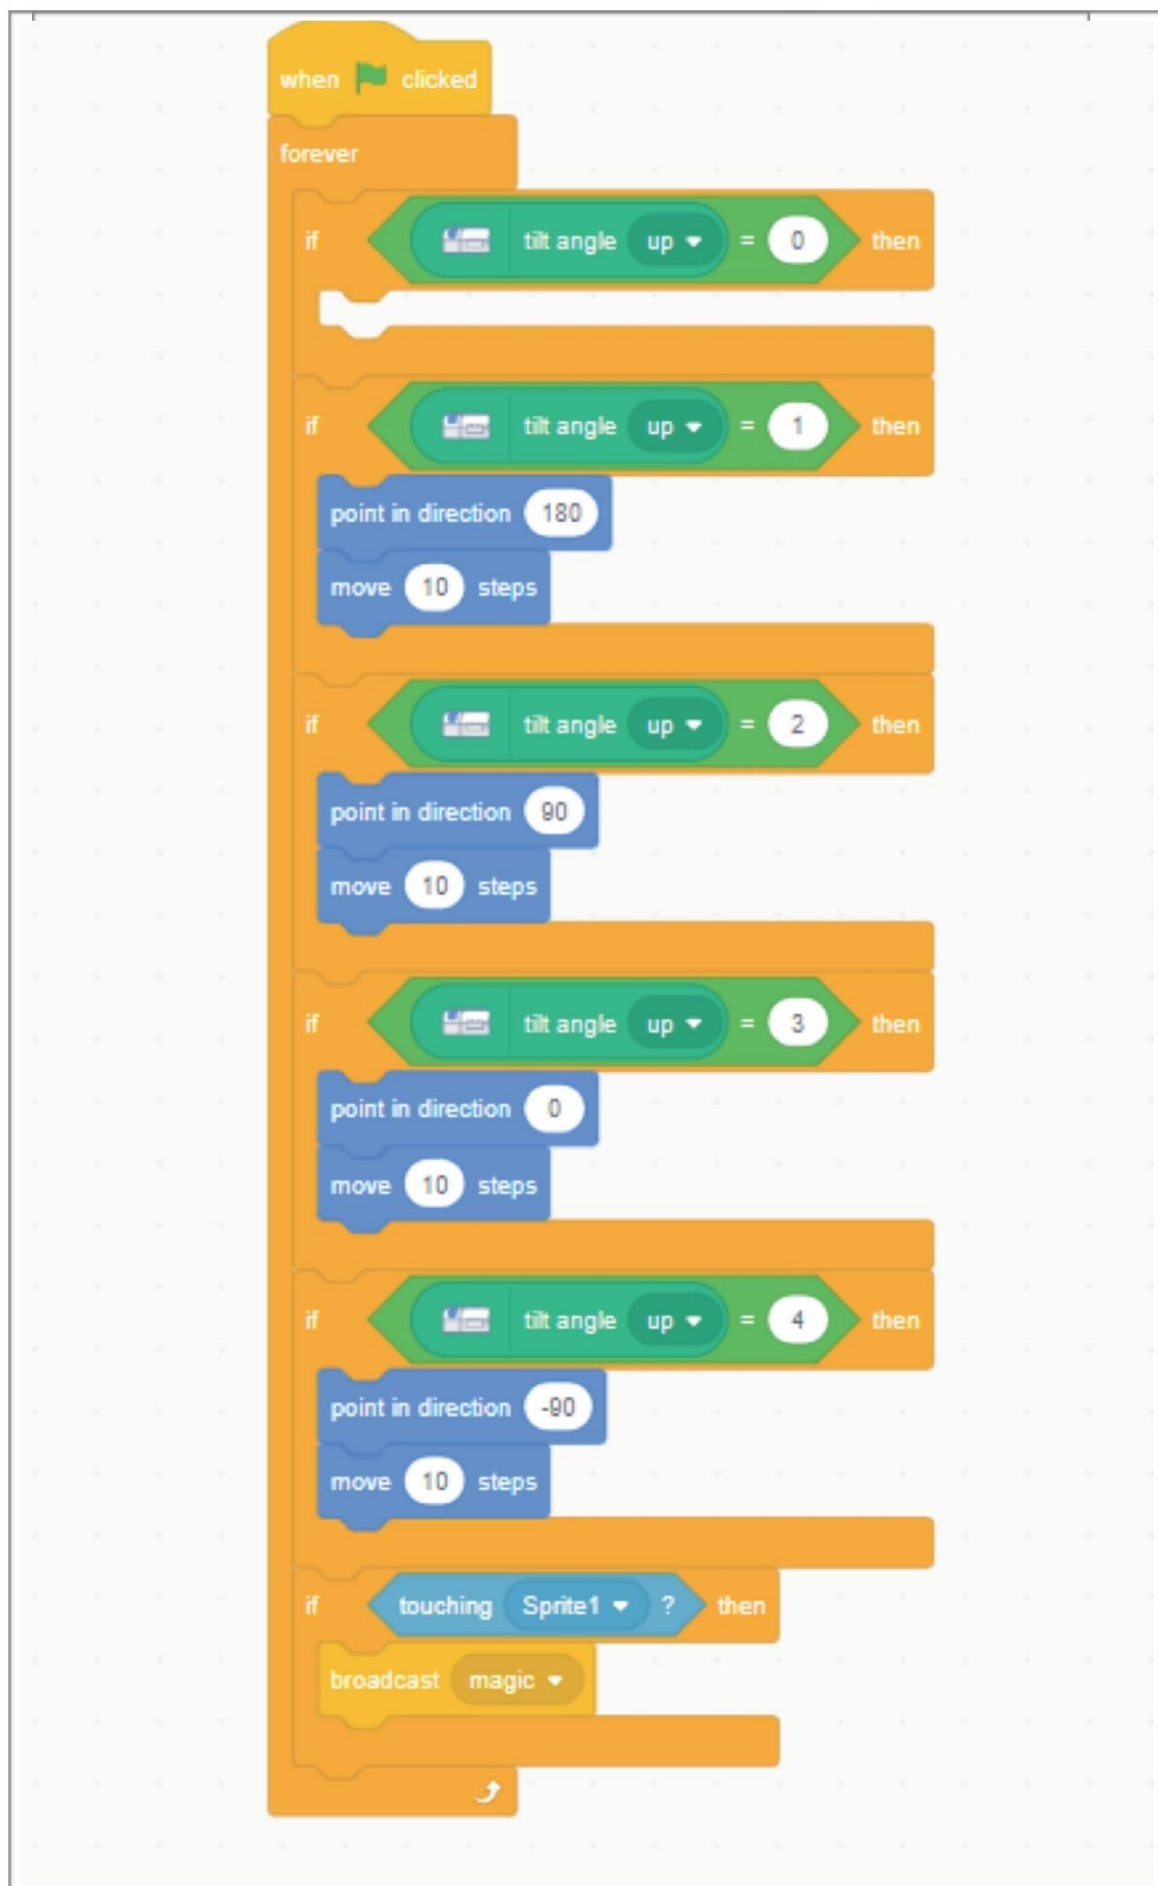 when clicked
forever
if tilt angle up = 0 then
if tilt angle up = 1 then
point in direction 180
move 10 steps
if tilt angle up = 2 then
point in direction 90
move 10 steps
if tilt angle up = 3 then
point in direction 0
move 10 steps
if tilt angle up = 4 then
point in direction -90
move 10 steps
if touching Sprite1 ? then
broadcast magic